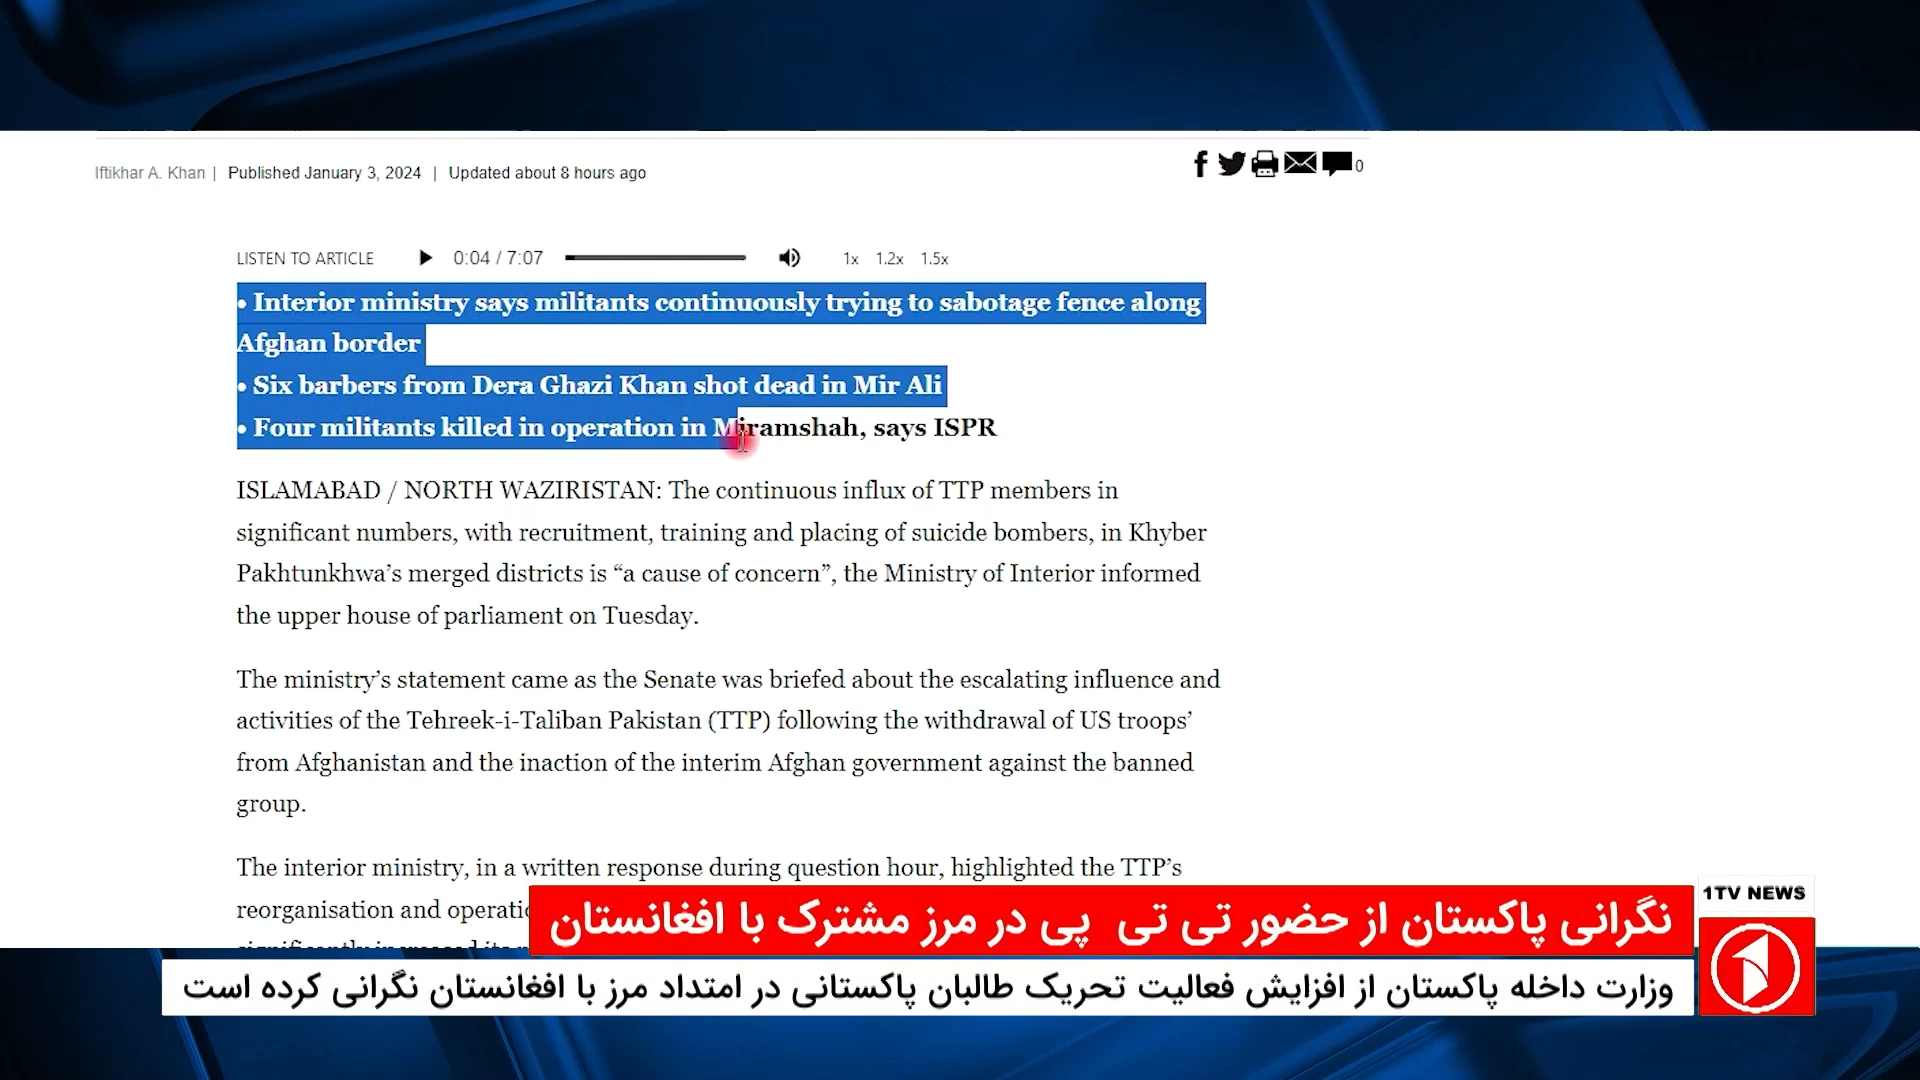 Iftikhar A. Khan | Published January 3, 2024 | Updated about 8 hours ago
0
LISTEN TO ARTICLE 0:04 / 7:07 1x 1.2x 1.5x
• Interior ministry says militants continuously trying to sabotage fence along
Afghan border
• Six barbers from Dera Ghazi Khan shot dead in Mir Ali
• Four militants killed in operation in Miramshah, says ISPR
ISLAMABAD / NORTH WAZIRISTAN: The continuous influx of TTP members in
significant numbers, with recruitment, training and placing of suicide bombers, in Khyber
Pakhtunkhwa’s merged districts is “a cause of concern”, the Ministry of Interior informed
the upper house of parliament on Tuesday.
The ministry’s statement came as the Senate was briefed about the escalating influence and
activities of the Tehreek-i-Taliban Pakistan (TTP) following the withdrawal of US troops’
from Afghanistan and the inaction of the interim Afghan government against the banned
group.
The interior ministry, in a written response during question hour, highlighted the TTP’s
reorganisation and
1TV NEWS
نگرانی پاکستان از حضور تی تی پی در مرز مشترک با افغانستان
وزارت داخله پاکستان از افزایش فعالیت تحریک طالبان پاکستانی در امتداد مرز با افغانستان نگرانی کرده است